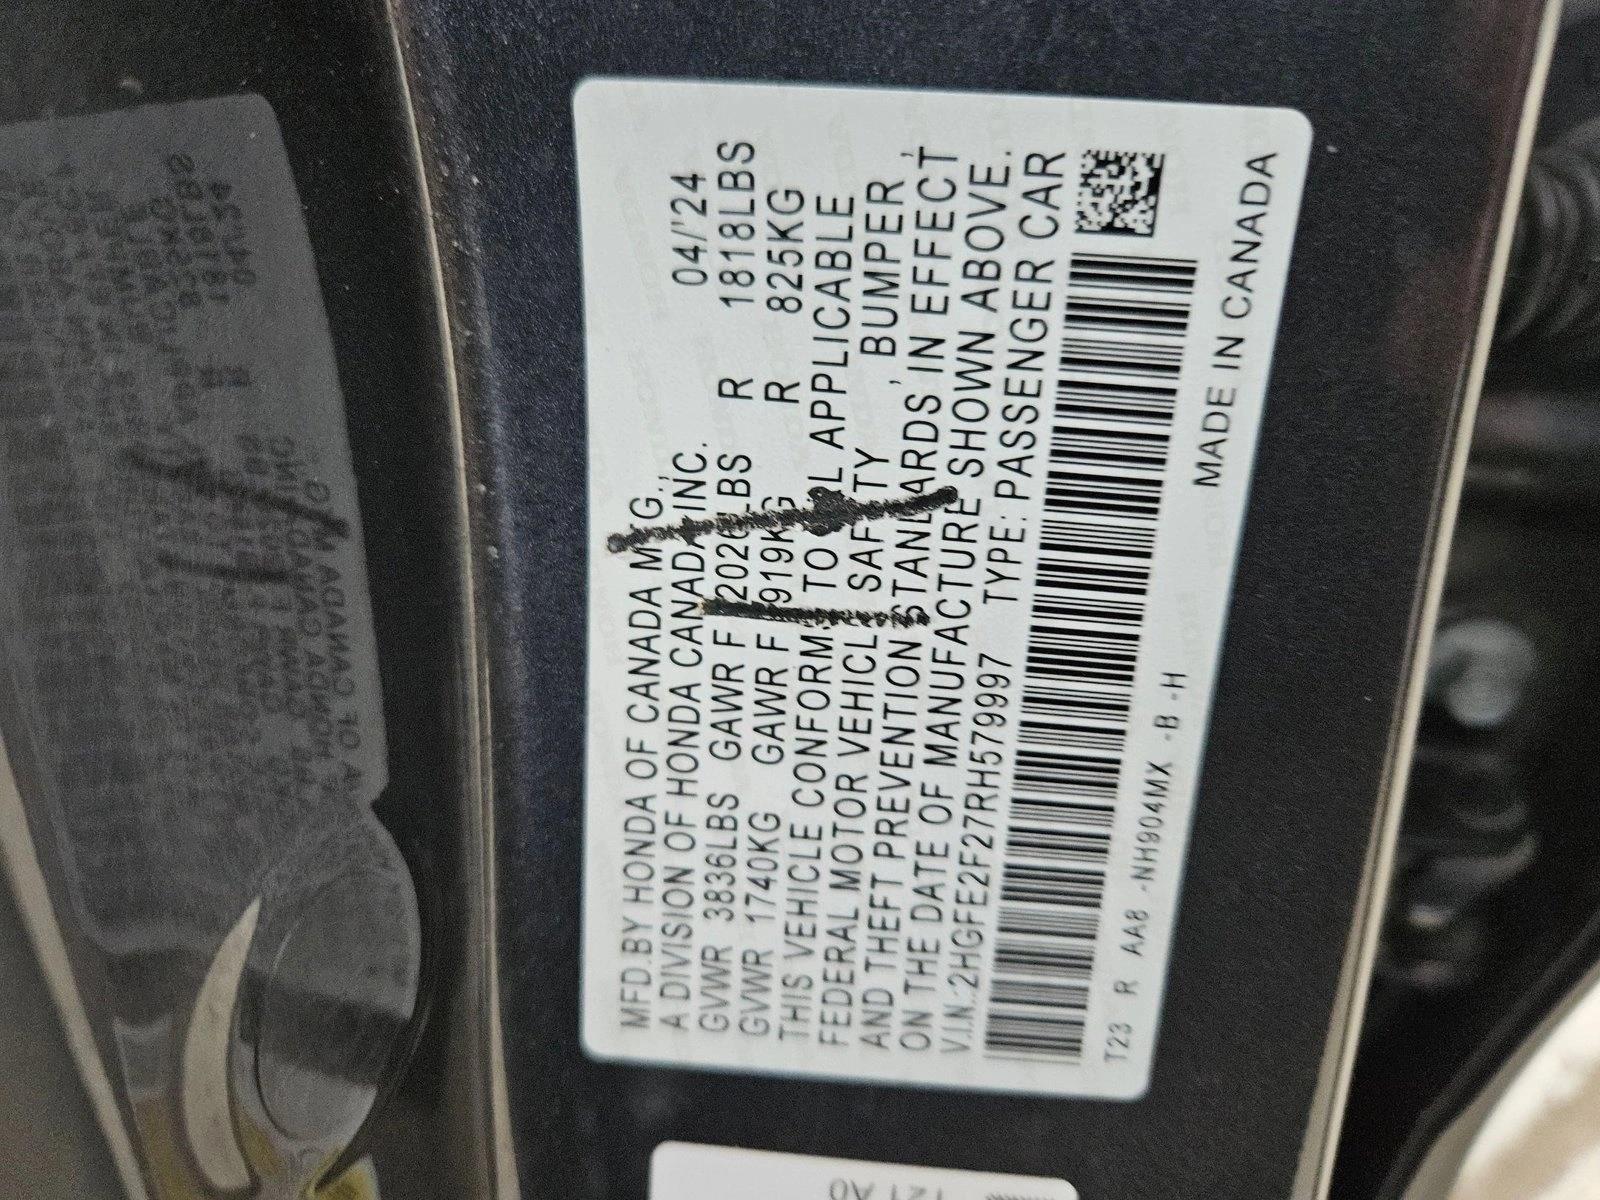 MFD.BY HONDA OF CANADA MFG., 04/'24
A DIVISION OF HONDA CANADA INC.
GVWR 3836LBS GAWR F LBS R 1818LBS
GVWR 1740KG GAWR F 919KG R 825KG
THIS VEHICLE CONFORMS TO ALL APPLICABLE
FEDERAL MOTOR VEHICLE SAFETY , BUMPER ,
AND THEFT PREVENTION STANDARDS IN EFFECT
ON THE DATE OF MANUFACTURE SHOWN ABOVE.
V.I.N.:2HGFE2F27RH579997 TYPE: PASSENGER CAR
T23 R AA8 -NH904MX -B -H MADE IN CANADA